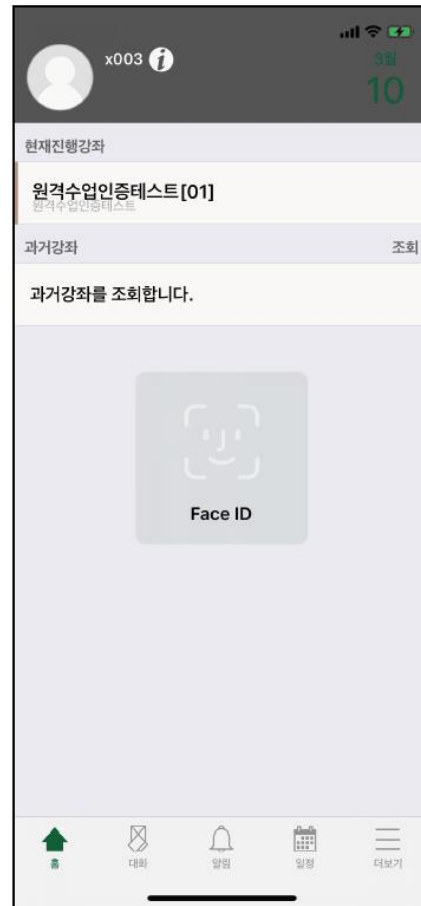 x003 i
3월
10
현재진행강좌
원격수업인증테스트[01]
원격수업인증테스트
과거강좌 조회
과거강좌를 조회합니다.
Face ID
홈 대화 알림 일정 더보기